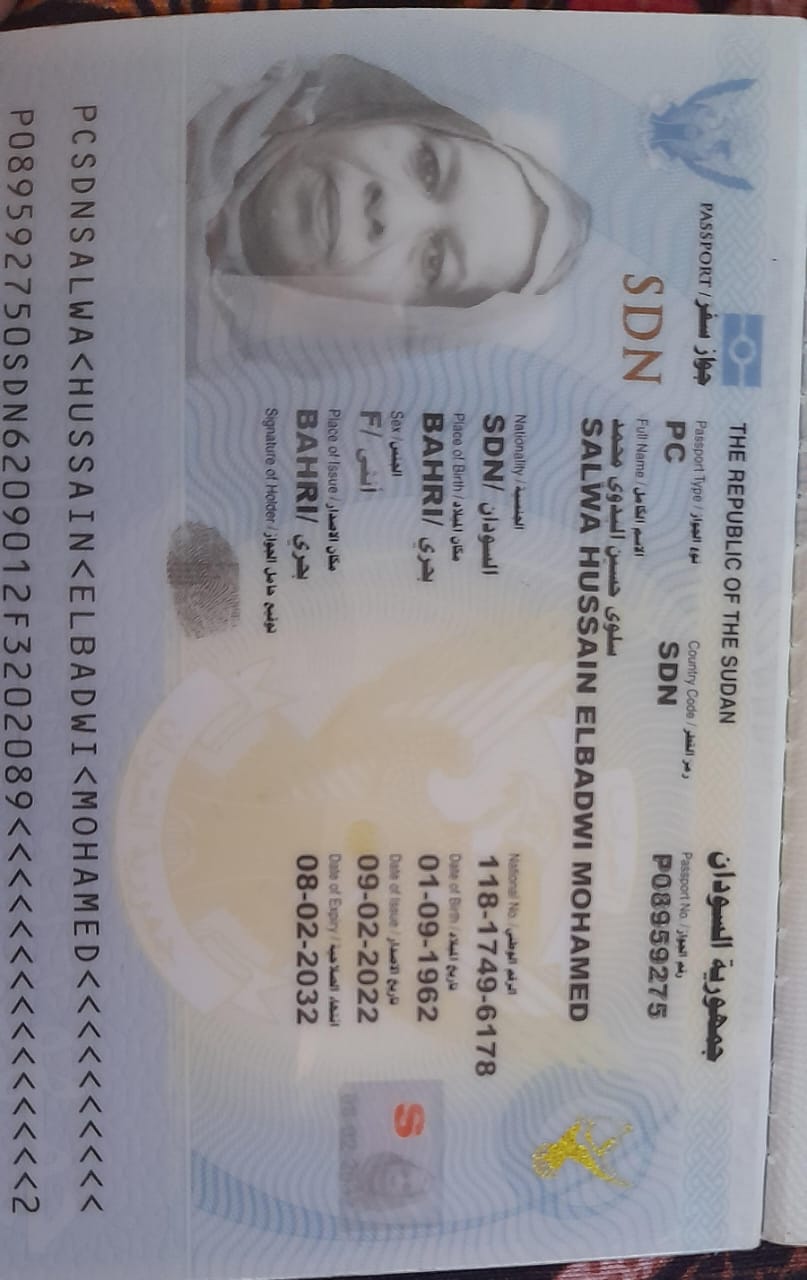 THE REPUBLIC OF THE SUDAN جمهورية السودان
PASSPORT / جواز سفر
Passport Type / نوع الجواز Country Code / رمز القطر Passport No. / رقم الجواز
PC SDN P08959275
SDN
Full Name / الاسم الكامل
سلوى حسين البدوى محمد
SALWA HUSSAIN ELBADWI MOHAMED
Nationality / الجنسية National No. / الرقم الوطني
SDN/ السودان 118-1749-6178
Place of Birth / مكان الميلاد Date of Birth / تاريخ الميلاد
BAHRI/ بحري 01-09-1962
Sex / الجنس Date of Issue / تاريخ الاصدار
F/ أنثى 09-02-2022
Place of Issue / مكان الاصدار Date of Expiry / انتهاء الصلاحية
BAHRI/ بحري 08-02-2032
Signature of Holder / توقيع حامل الجواز
S
PCSDNSALWA<HUSSAIN<ELBADWI<MOHAMED<<<<<<<<<<
P089592750SDN6209012F3202089<<<<<<<<<<<<<<<2